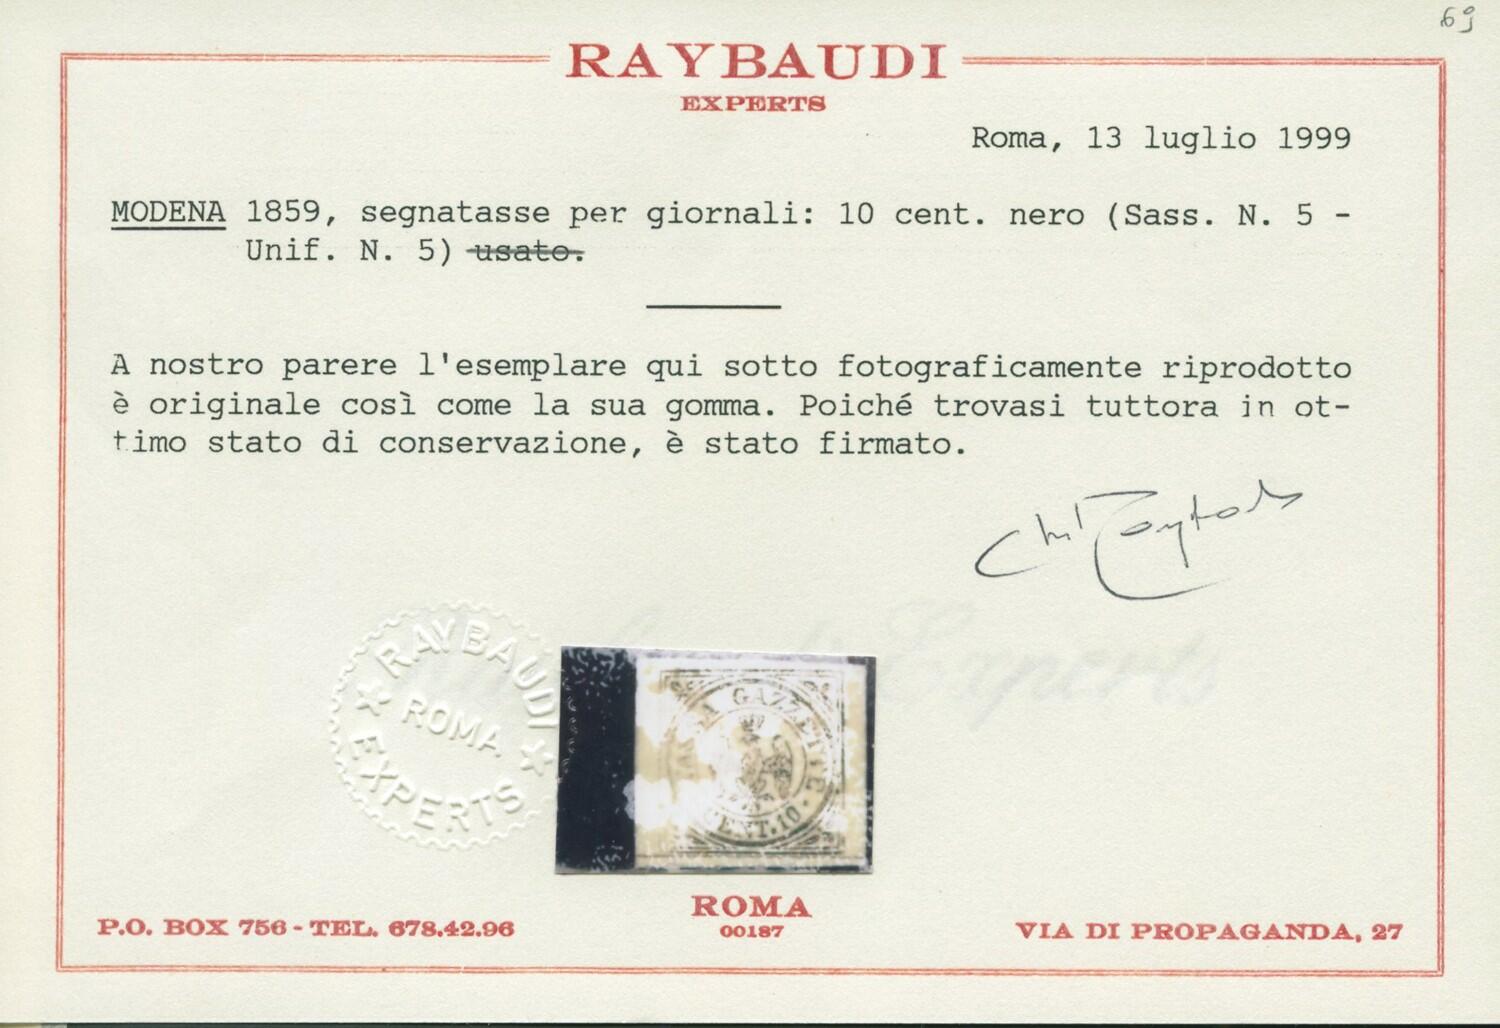 69
RAYBAUDI
EXPERTS
Roma, 13 luglio 1999
MODENA 1859, segnatasse per giornali: 10 cent. nero (Sass. N. 5 -
Unif. N. 5) usato.
A nostro parere l'esemplare qui sotto fotograficamente riprodotto
è originale così come la sua gomma. Poiché trovasi tuttora in ot-
timo stato di conservazione, è stato firmato.
RAYBAUDI
ROMA
EXPERTS
Experts
GAZZETTE
CENT.10.
ROMA
00187
P.O. BOX 756 - TEL. 678.42.96
VIA DI PROPAGANDA, 27